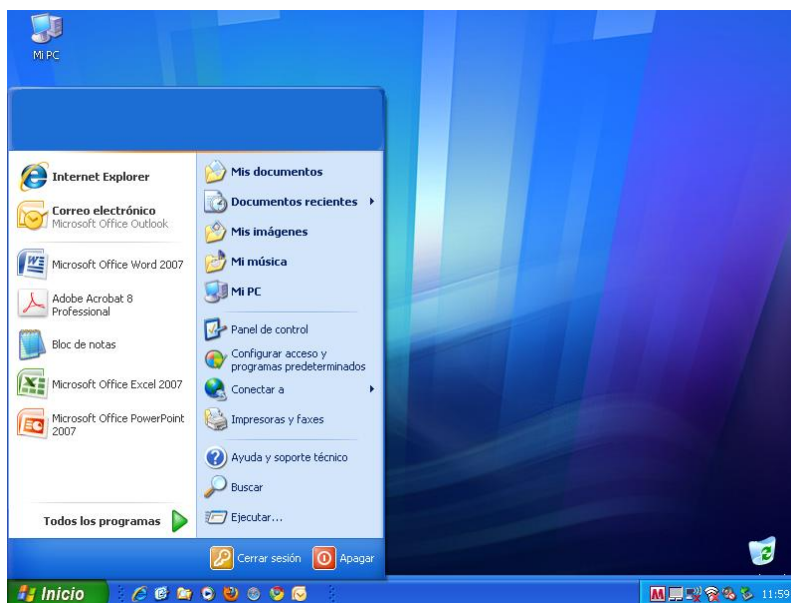 Mi PC
Internet Explorer
Correo electrónico
Microsoft Office Outlook
Microsoft Office Word 2007
Adobe Acrobat 8
Professional
Bloc de notas
Microsoft Office Excel 2007
Microsoft Office PowerPoint
2007
Todos los programas
Mis documentos
Documentos recientes
Mis imágenes
Mi música
Mi PC
Panel de control
Configurar acceso y
programas predeterminados
Conectar a
Impresoras y faxes
Ayuda y soporte técnico
Buscar
Ejecutar...
Cerrar sesión
Apagar
Inicio
11:59